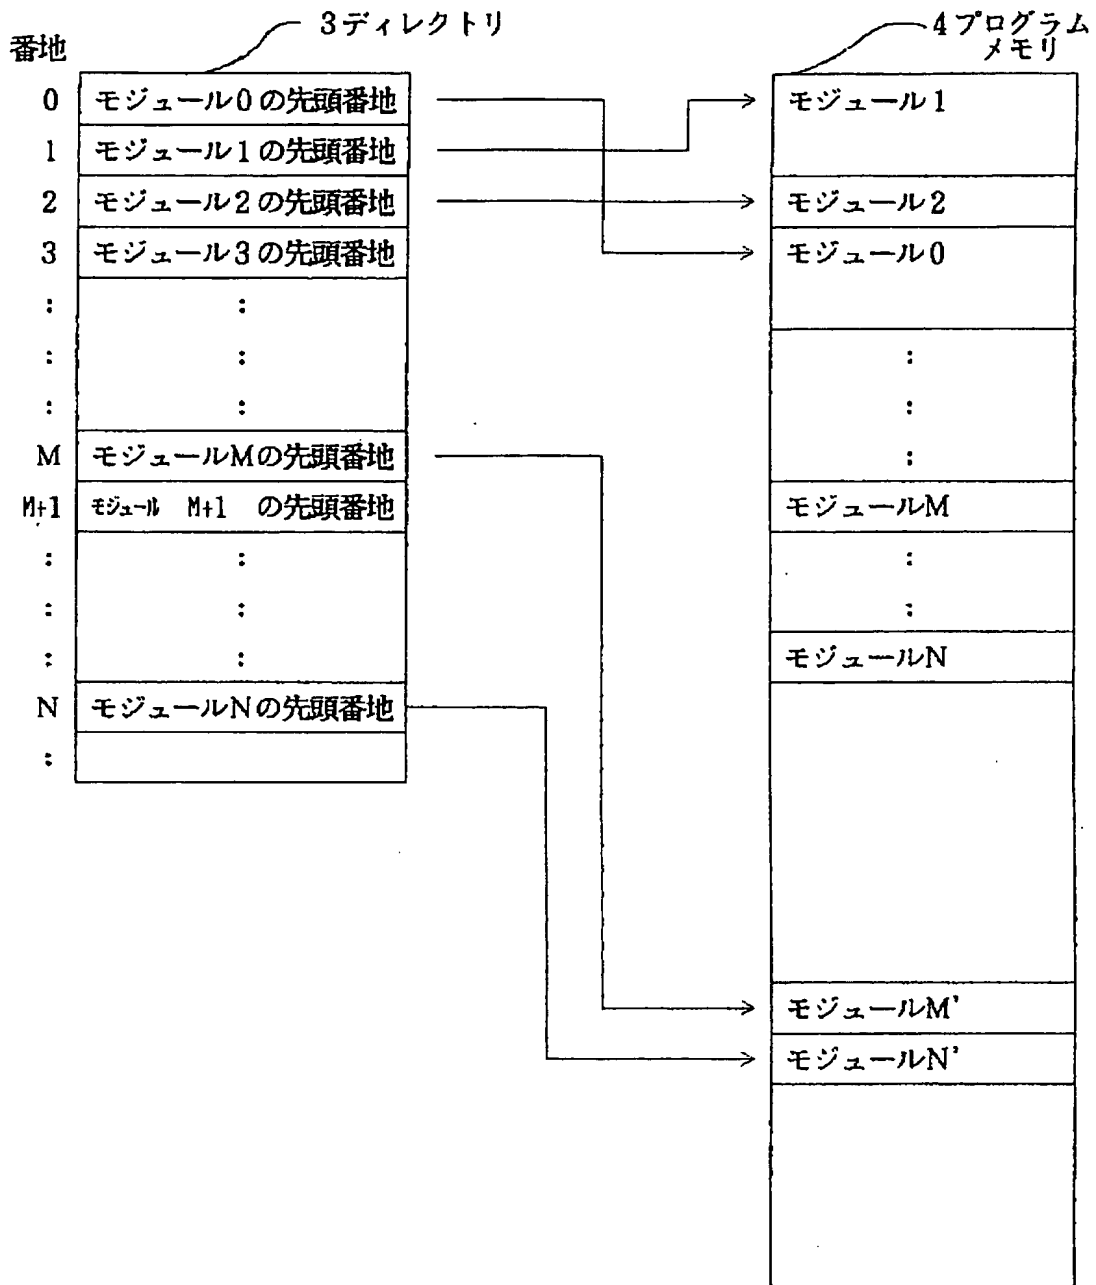 3ディレクトリ
番地
0 モジュール0の先頭番地
1 モジュール1の先頭番地
2 モジュール2の先頭番地
3 モジュール3の先頭番地
: :
: :
: :
M モジュールMの先頭番地
M+1 モジュール M+1 の先頭番地
: :
: :
: :
N モジュールNの先頭番地
:
4プログラム
メモリ
モジュール1
モジュール2
モジュール0
:
:
:
モジュールM
:
:
モジュールN
モジュールM'
モジュールN'